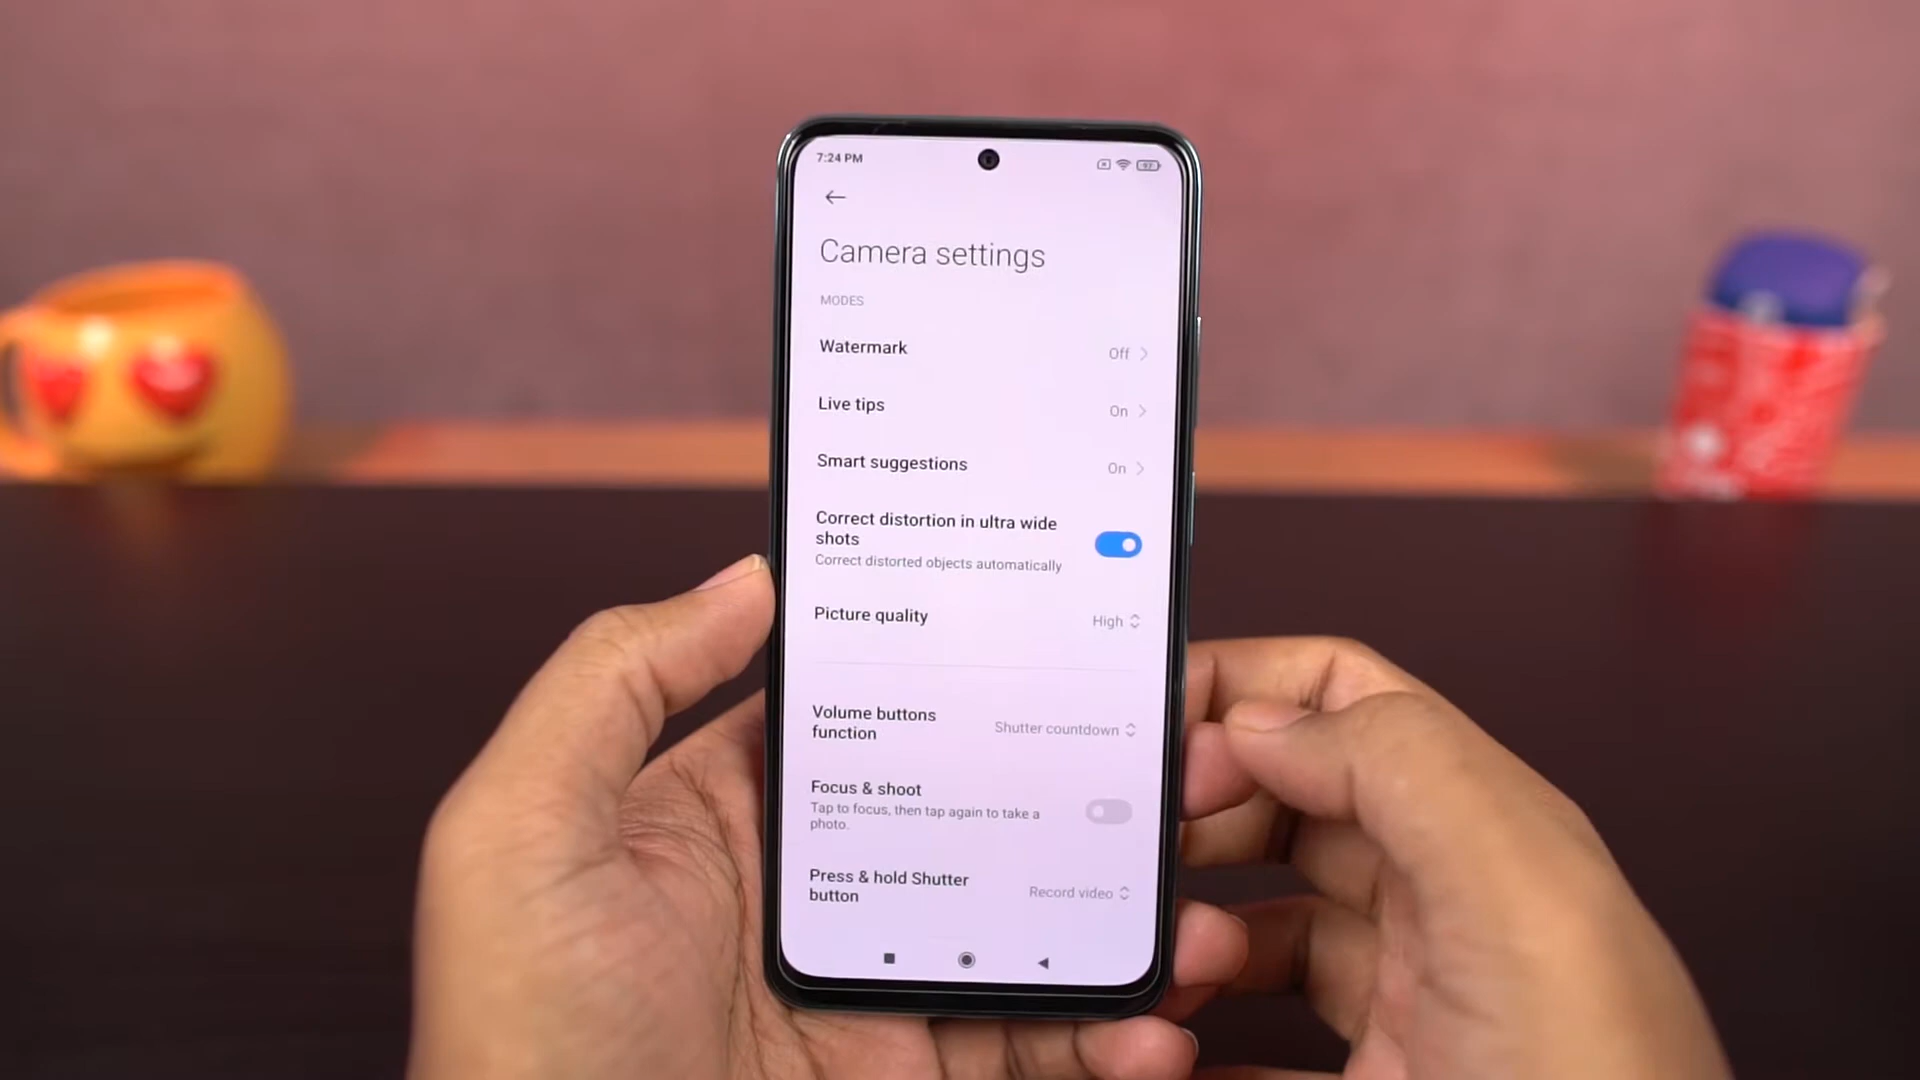 7:24 PM
Camera settings
MODES
Watermark
Off
Live tips
On
Smart suggestions
On
Correct distortion in ultra wide
shots
Correct distorted objects automatically
Picture quality
High
Volume buttons
function
Shutter countdown
Focus & shoot
Tap to focus, then tap again to take a
photo.
Press & hold Shutter
button
Record video